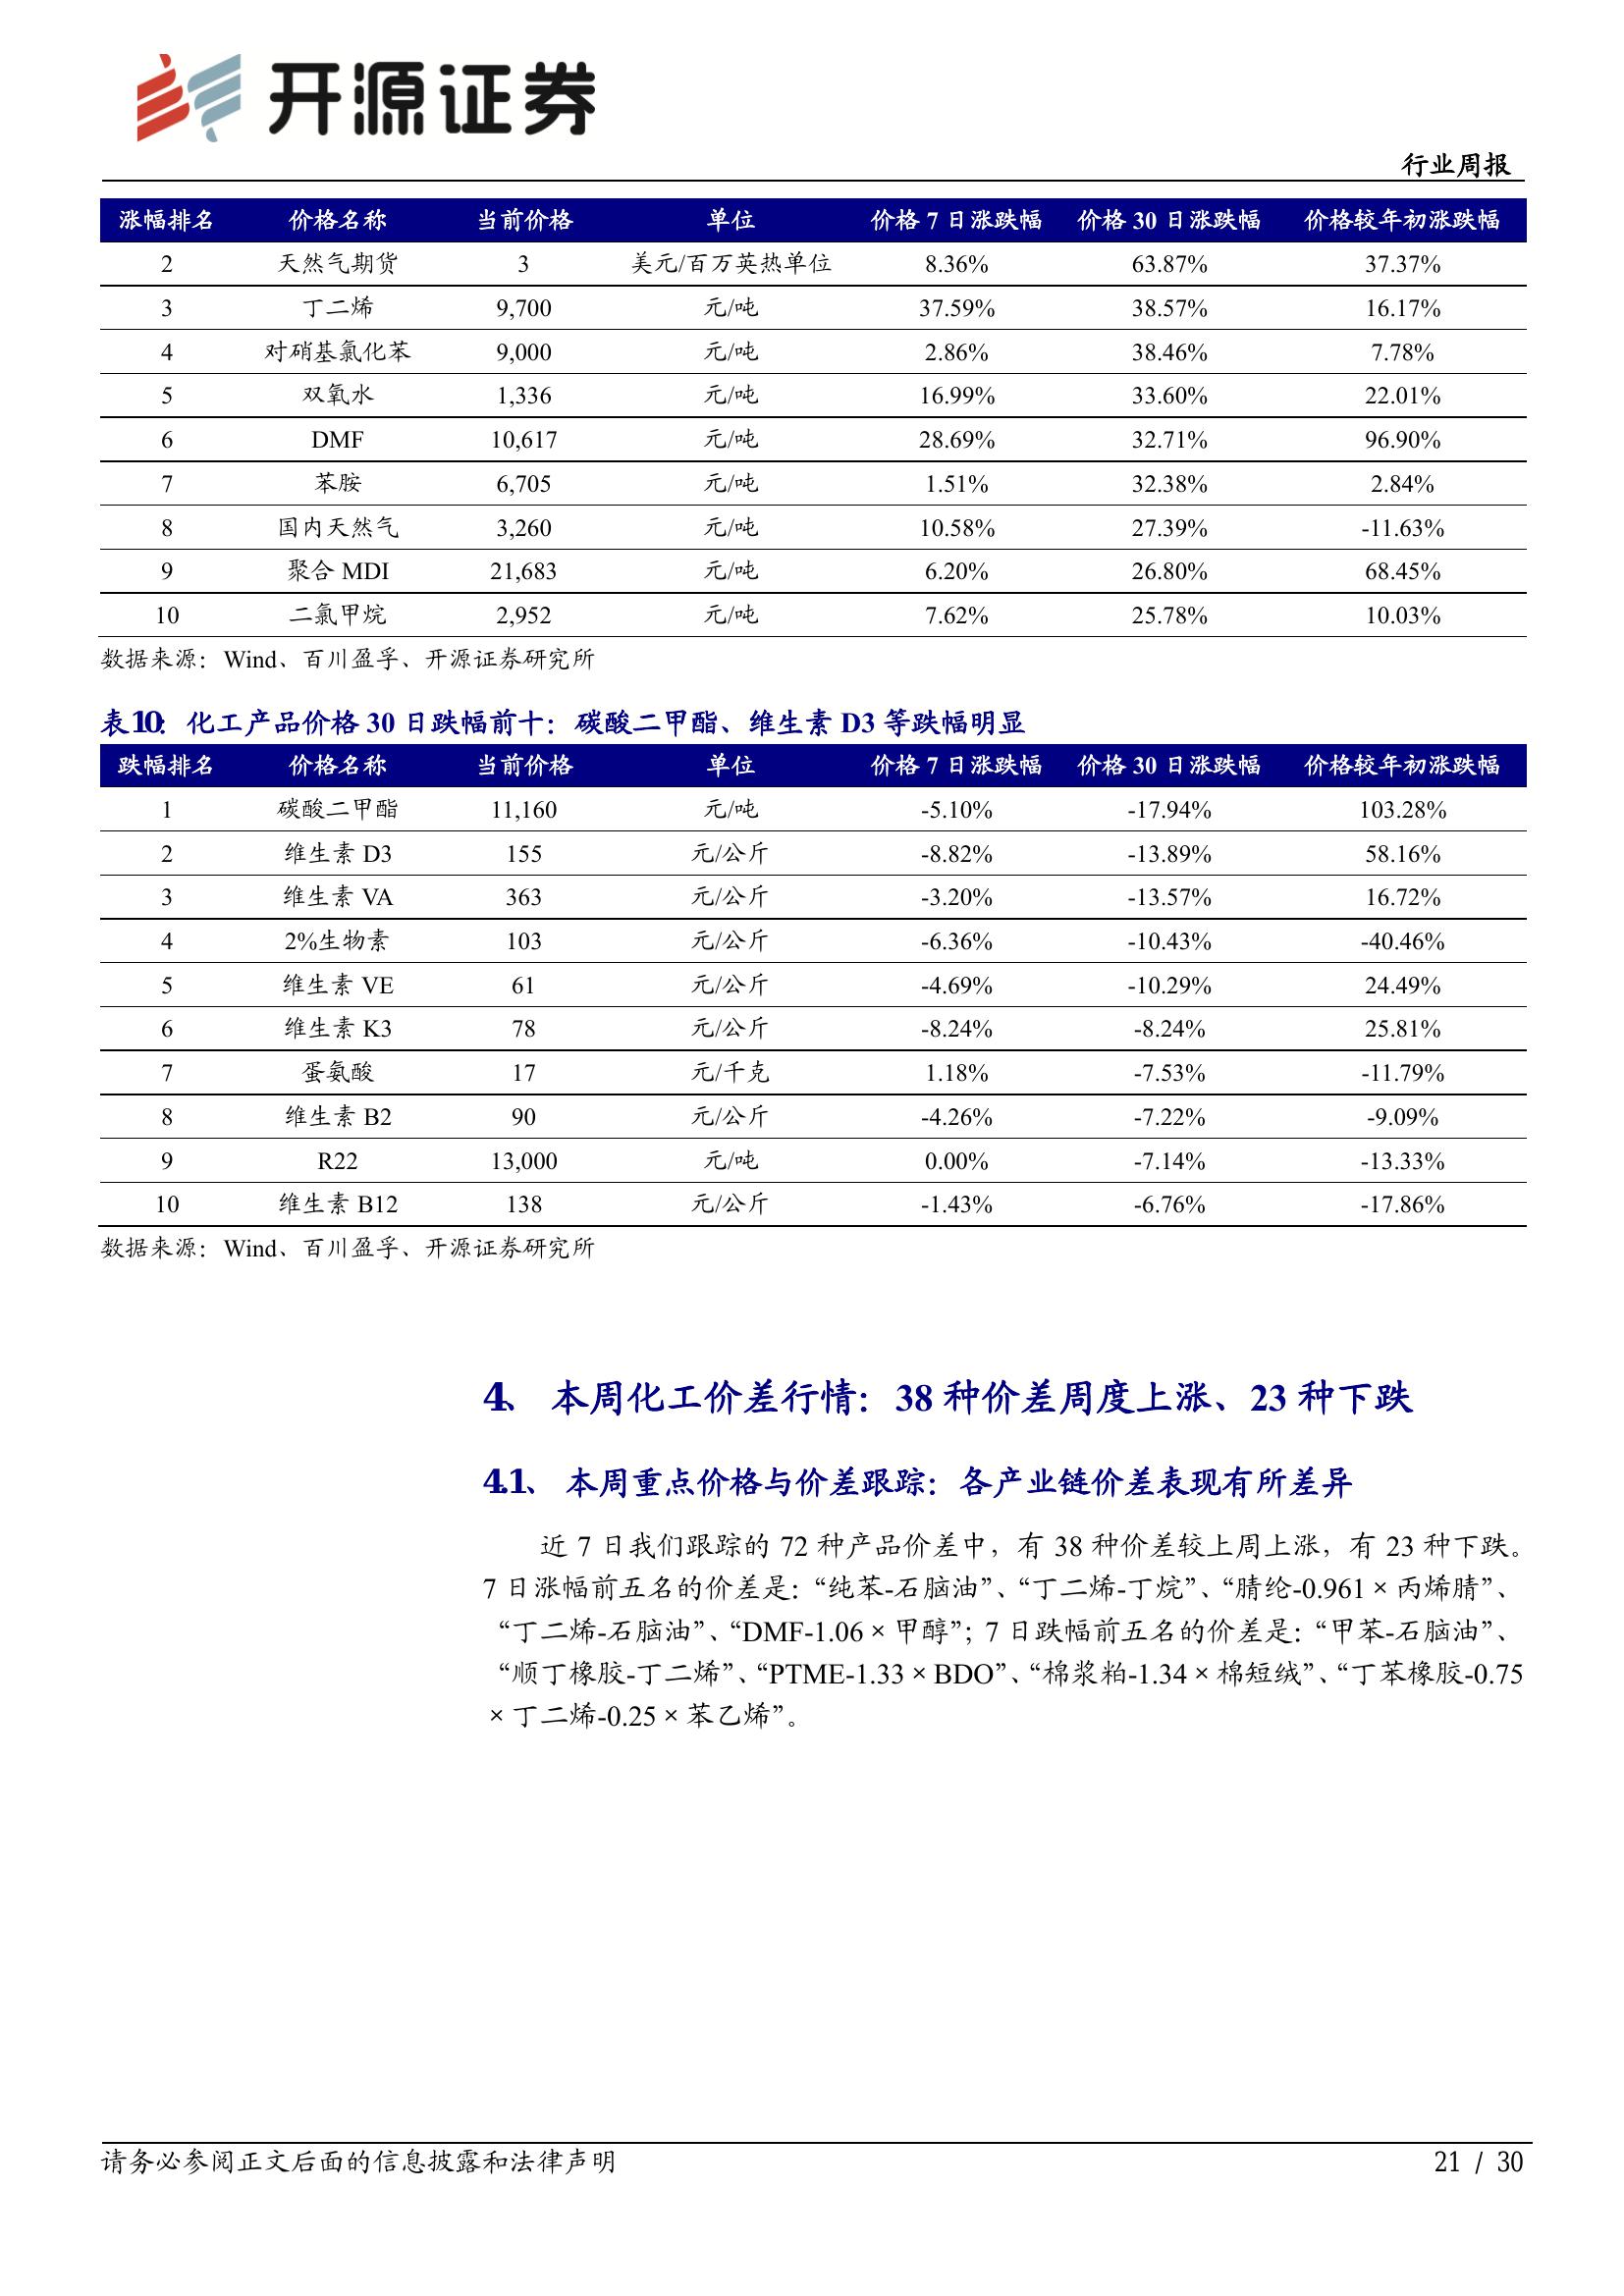 开源证券
行业周报
涨幅排名 价格名称 当前价格 单位 价格 7 日涨跌幅 价格 30 日涨跌幅 价格较年初涨跌幅
2 天然气期货 3 美元/百万英热单位 8.36% 63.87% 37.37%
3 丁二烯 9,700 元/吨 37.59% 38.57% 16.17%
4 对硝基氯化苯 9,000 元/吨 2.86% 38.46% 7.78%
5 双氧水 1,336 元/吨 16.99% 33.60% 22.01%
6 DMF 10,617 元/吨 28.69% 32.71% 96.90%
7 苯胺 6,705 元/吨 1.51% 32.38% 2.84%
8 国内天然气 3,260 元/吨 10.58% 27.39% -11.63%
9 聚合 MDI 21,683 元/吨 6.20% 26.80% 68.45%
10 二氯甲烷 2,952 元/吨 7.62% 25.78% 10.03%
数据来源：Wind、百川盈孚、开源证券研究所
表10： 化工产品价格 30 日跌幅前十：碳酸二甲酯、维生素 D3 等跌幅明显
跌幅排名 价格名称 当前价格 单位 价格 7 日涨跌幅 价格 30 日涨跌幅 价格较年初涨跌幅
1 碳酸二甲酯 11,160 元/吨 -5.10% -17.94% 103.28%
2 维生素 D3 155 元/公斤 -8.82% -13.89% 58.16%
3 维生素 VA 363 元/公斤 -3.20% -13.57% 16.72%
4 2%生物素 103 元/公斤 -6.36% -10.43% -40.46%
5 维生素 VE 61 元/公斤 -4.69% -10.29% 24.49%
6 维生素 K3 78 元/公斤 -8.24% -8.24% 25.81%
7 蛋氨酸 17 元/千克 1.18% -7.53% -11.79%
8 维生素 B2 90 元/公斤 -4.26% -7.22% -9.09%
9 R22 13,000 元/吨 0.00% -7.14% -13.33%
10 维生素 B12 138 元/公斤 -1.43% -6.76% -17.86%
数据来源：Wind、百川盈孚、开源证券研究所
4、 本周化工价差行情：38 种价差周度上涨、23 种下跌
4.1、 本周重点价格与价差跟踪：各产业链价差表现有所差异
近 7 日我们跟踪的 72 种产品价差中，有 38 种价差较上周上涨，有 23 种下跌。
7 日涨幅前五名的价差是：“纯苯-石脑油”、“丁二烯-丁烷”、“腈纶-0.961×丙烯腈”、
“丁二烯-石脑油”、“DMF-1.06×甲醇”；7 日跌幅前五名的价差是：“甲苯-石脑油”、
“顺丁橡胶-丁二烯”、“PTME-1.33×BDO”、“棉浆粕-1.34×棉短绒”、“丁苯橡胶-0.75
×丁二烯-0.25×苯乙烯”。
请务必参阅正文后面的信息披露和法律声明
21 / 30